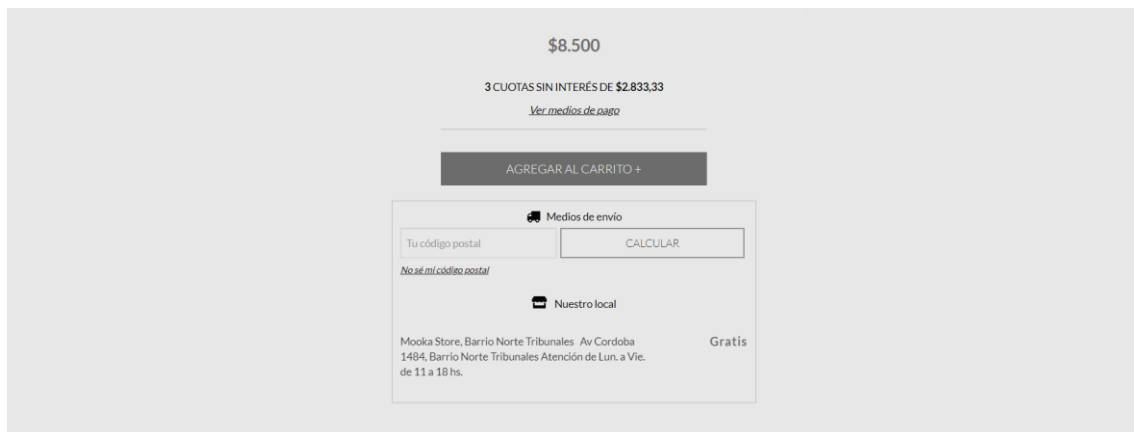 $8.500
3 CUOTAS SIN INTERÉS DE $2.833,33
Ver medios de pago
AGREGAR AL CARRITO +
Medios de envío
Tu código postal
CALCULAR
No sé mi código postal
Nuestro local
Mooka Store, Barrio Norte Tribunales Av Cordoba
Gratis
1484, Barrio Norte Tribunales Atención de Lun. a Vie.
de 11 a 18 hs.